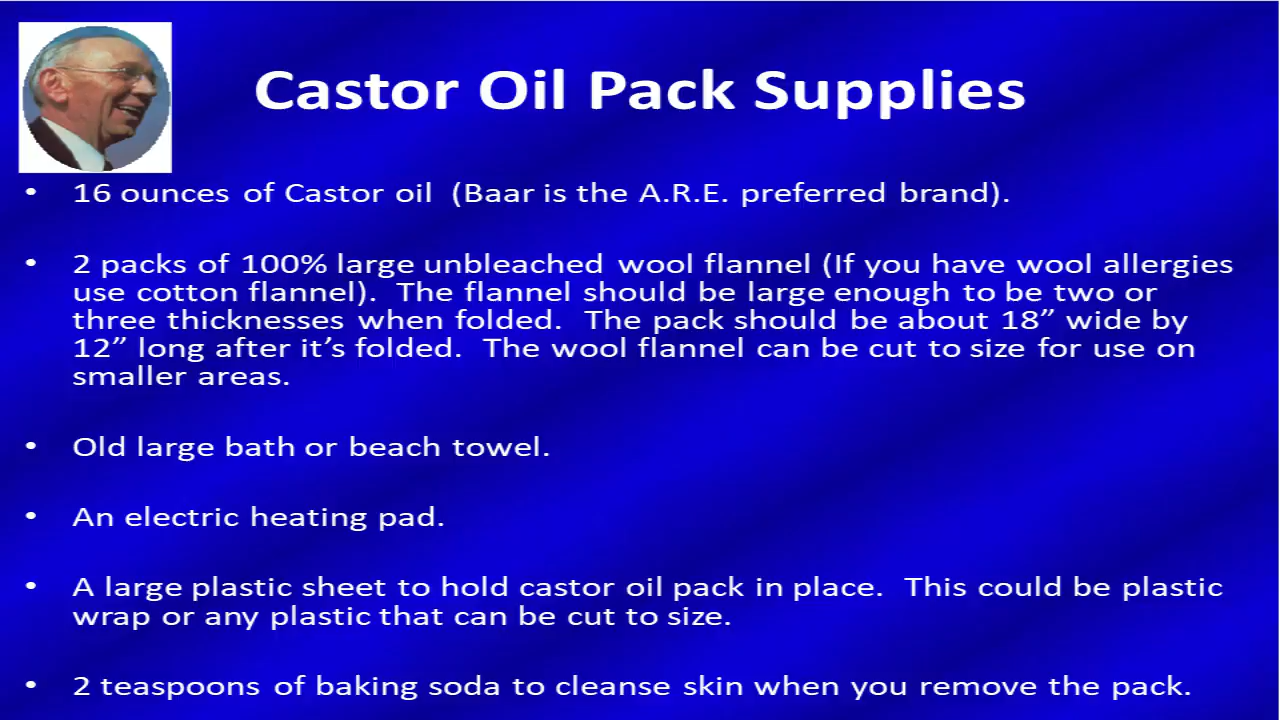 Castor Oil Pack Supplies
• 16 ounces of Castor oil  (Baar is the A.R.E. preferred brand).
• 2 packs of 100% large unbleached wool flannel (If you have wool allergies
use cotton flannel).  The flannel should be large enough to be two or
three thicknesses when folded.  The pack should be about 18” wide by
12” long after it’s folded.  The wool flannel can be cut to size for use on
smaller areas.
• Old large bath or beach towel.
• An electric heating pad.
• A large plastic sheet to hold castor oil pack in place.  This could be plastic
wrap or any plastic that can be cut to size.
• 2 teaspoons of baking soda to cleanse skin when you remove the pack.